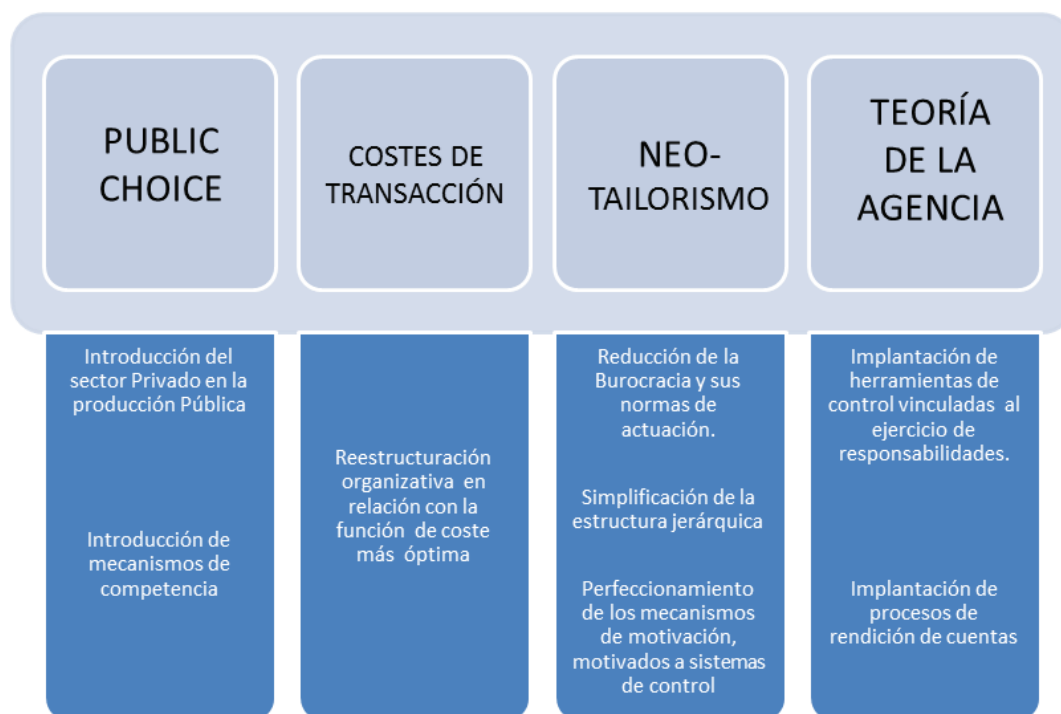 PUBLIC
CHOICE
COSTES DE
TRANSACCIÓN
NEO-
TAILORISMO
TEORÍA
DE LA
AGENCIA
Introducción del
sector Privado en la
producción Pública
Introducción de
mecanismos de
competencia
Reestructuración
organizativa en
relación con la
función de coste
más óptima
Reducción de la
Burocracia y sus
normas de
actuación.
Simplificación de la
estructura jerárquica
Perfeccionamiento
de los mecanismos
de motivación,
motivados a sistemas
de control
Implantación de
herramientas de
control vinculadas al
ejercicio de
responsabilidades.
Implantación de
procesos de
rendición de cuentas